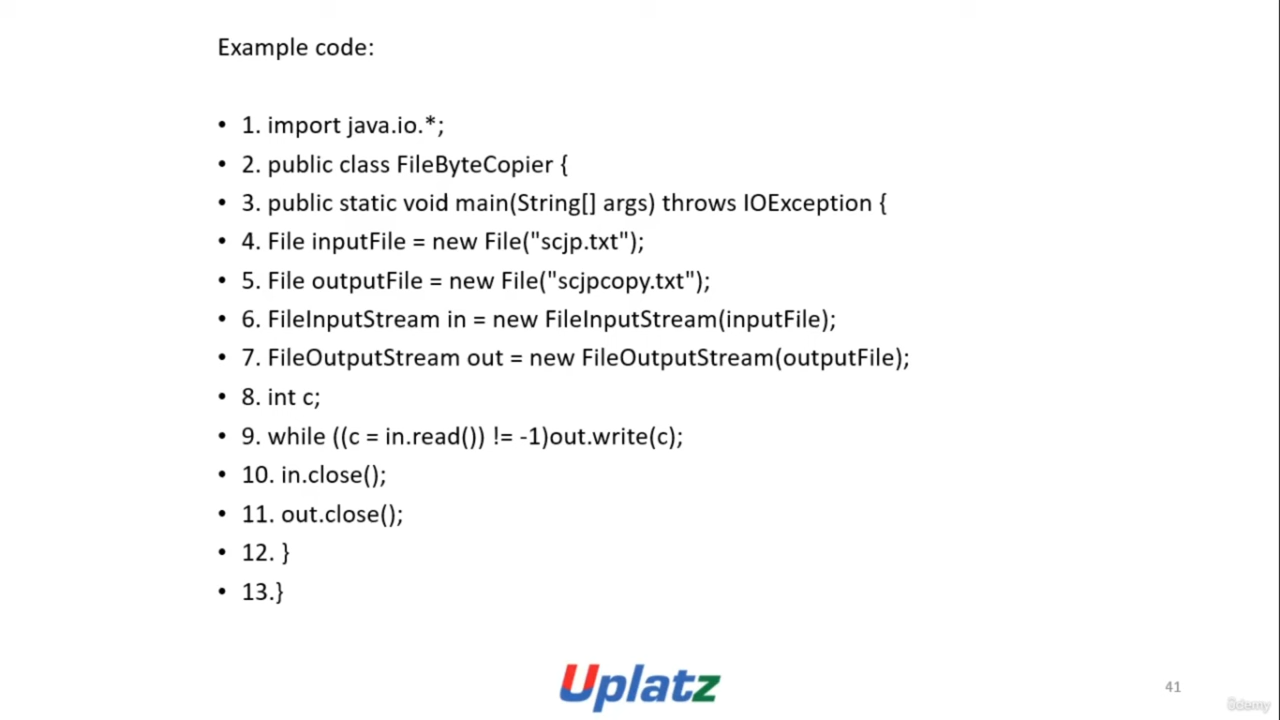 Example code:
• 1. import java.io.*;
• 2. public class FileByteCopier {
• 3. public static void main(String[] args) throws IOException {
• 4. File inputFile = new File("scjp.txt");
• 5. File outputFile = new File("scjpcopy.txt");
• 6. FileInputStream in = new FileInputStream(inputFile);
• 7. FileOutputStream out = new FileOutputStream(outputFile);
• 8. int c;
• 9. while ((c = in.read()) != -1)out.write(c);
• 10. in.close();
• 11. out.close();
• 12. }
• 13.}
Uplatz
41
ûdemy